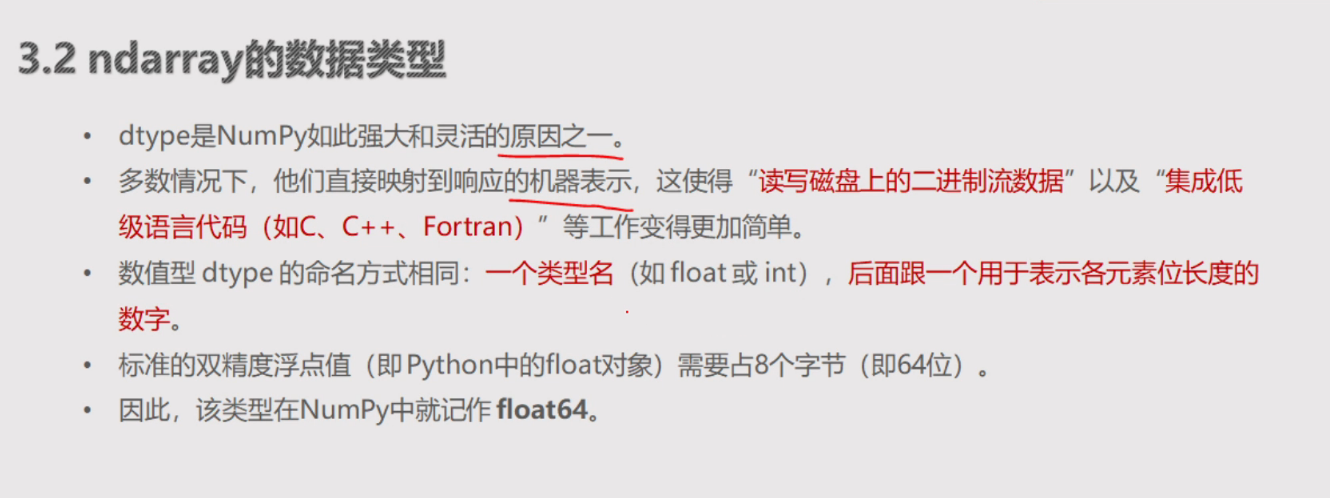 3.2 ndarray的数据类型
• dtype是NumPy如此强大和灵活的原因之一。
• 多数情况下，他们直接映射到响应的机器表示，这使得“读写磁盘上的二进制流数据”以及“集成低
级语言代码（如C、C++、Fortran）”等工作变得更加简单。
• 数值型 dtype 的命名方式相同：一个类型名（如 float 或 int），后面跟一个用于表示各元素位长度的
数字。
• 标准的双精度浮点值（即 Python中的float对象）需要占8个字节（即64位）。
• 因此，该类型在NumPy中就记作 float64。